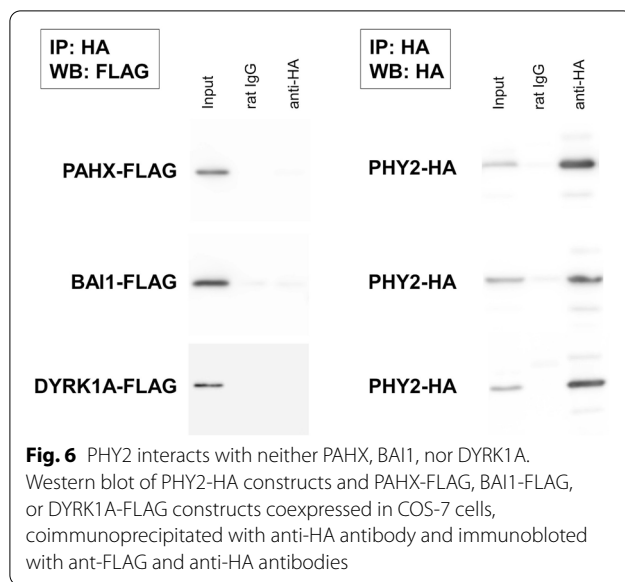 IP: HA
WB: FLAG
Input
rat IgG
anti-HA
PAHX-FLAG
BAI1-FLAG
DYRK1A-FLAG
IP: HA
WB: HA
Input
rat IgG
anti-HA
PHY2-HA
PHY2-HA
PHY2-HA
Fig. 6 PHY2 interacts with neither PAHX, BAI1, nor DYRK1A.
Western blot of PHY2-HA constructs and PAHX-FLAG, BAI1-FLAG,
or DYRK1A-FLAG constructs coexpressed in COS-7 cells,
coimmunoprecipitated with anti-HA antibody and immunobloted
with ant-FLAG and anti-HA antibodies